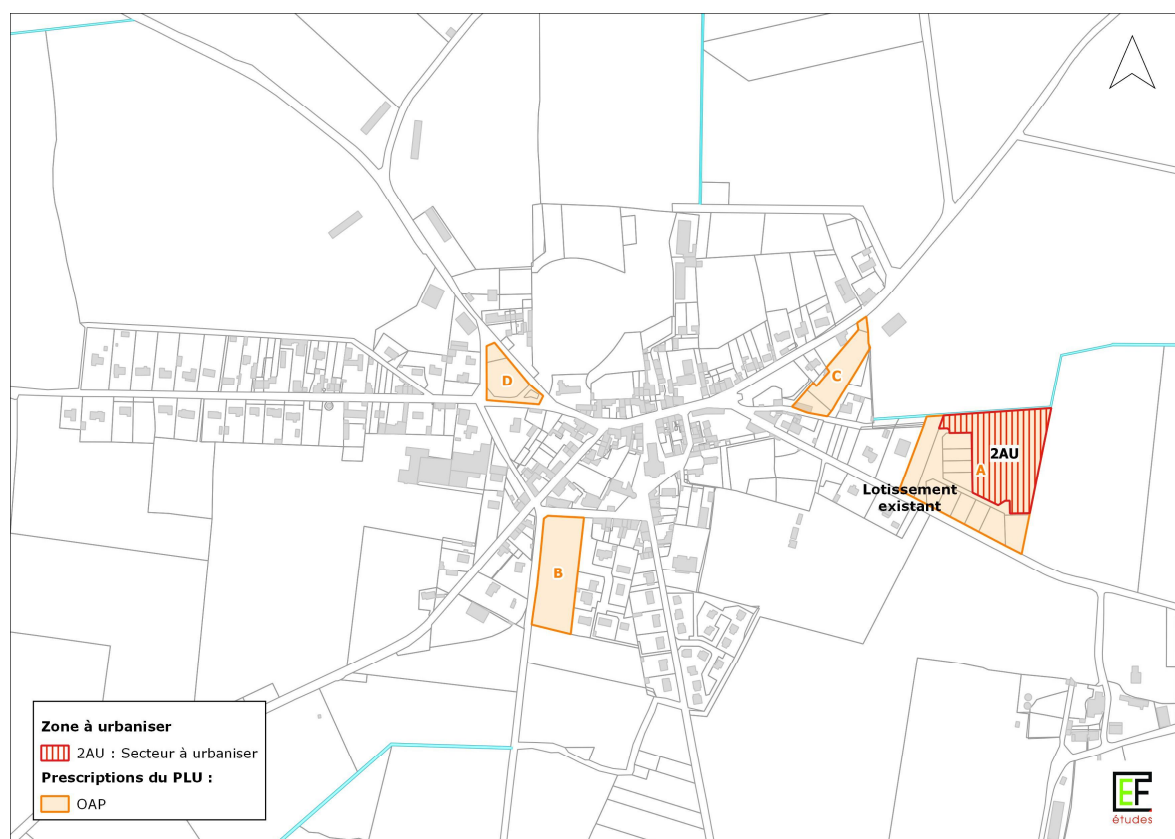 D
C
2AU
A
Lotissement
existant
B
Zone à urbaniser
2AU : Secteur à urbaniser
Prescriptions du PLU :
OAP
EF
études